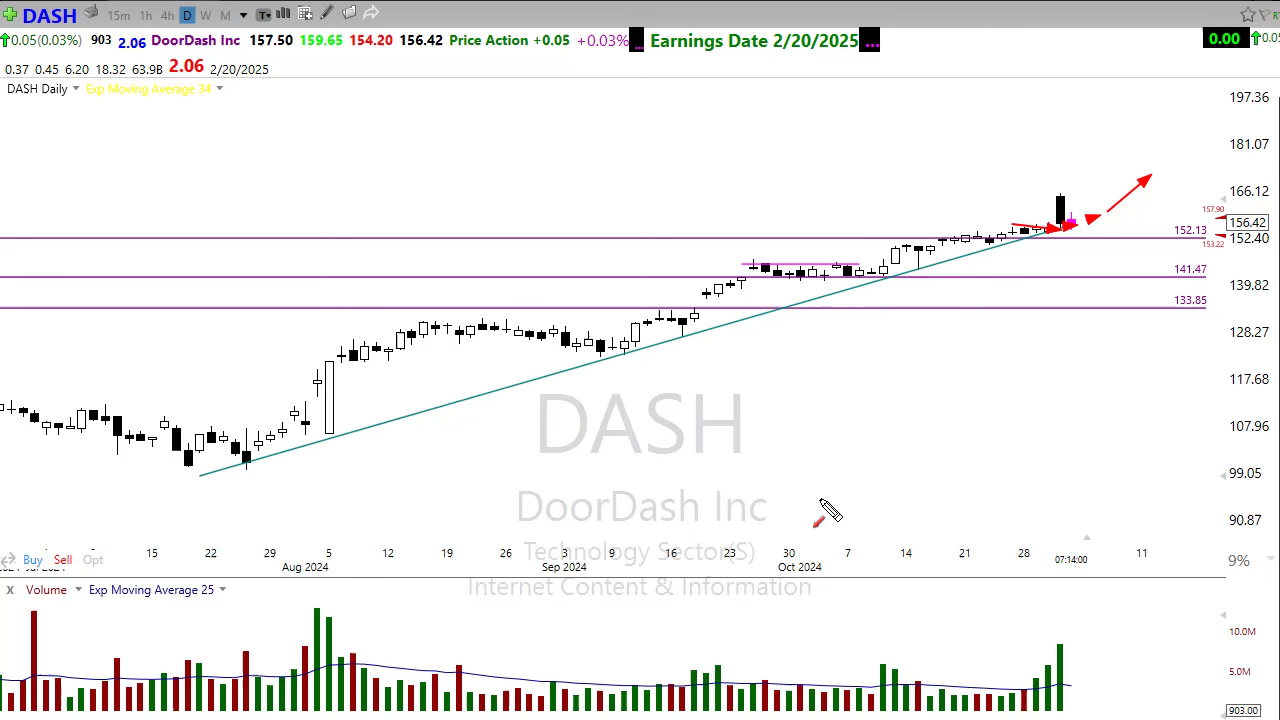 DASH 15m 1h 4h D W M T
0.05(0.03%) 903 2.06 DoorDash Inc 157.50 159.65 154.20 156.42 Price Action +0.05 +0.03% ... Earnings Date 2/20/2025 ... 0.00
0.37 0.45 6.20 18.32 63.9B 2.06 2/20/2025
DASH Daily Exp Moving Average 34
197.36
181.07
166.12
157.90
156.42
152.13
152.40
153.22
141.47
139.82
133.85
128.27
117.68
DASH
107.96
99.05
DoorDash Inc
90.87
15 22 29 5 12 19 26 3 9 16 23 30 7 14 21 28 11
Technology Sector(S)
Buy Sell Opt 07:14:00 9%
Aug 2024 Sep 2024 Oct 2024
Internet Content & Information
x Volume Exp Moving Average 25
10.0M
5.0M
903.00